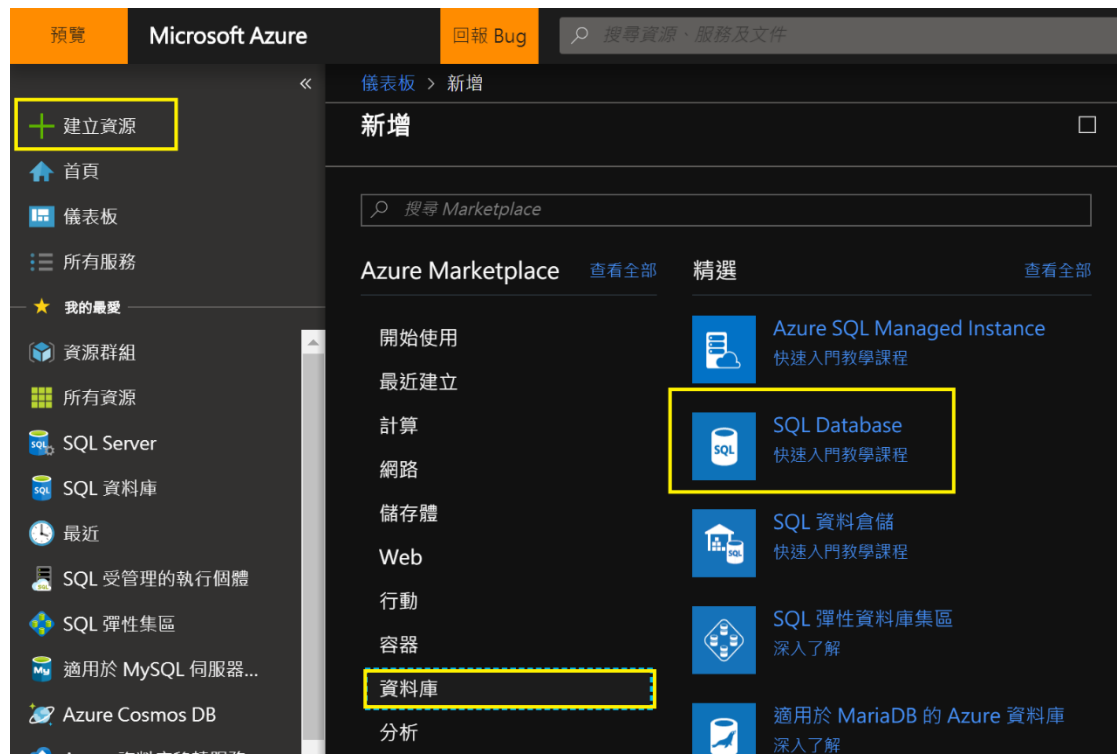 預覽
Microsoft Azure
回報 Bug
搜尋資源、服務及文件
«
建立資源
首頁
儀表板
所有服務
我的最愛
資源群組
所有資源
SQL Server
SQL 資料庫
最近
SQL 受管理的執行個體
SQL 彈性集區
適用於 MySQL 伺服器...
Azure Cosmos DB
儀表板 > 新增
新增
搜尋 Marketplace
Azure Marketplace 查看全部
開始使用
最近建立
計算
網路
儲存體
Web
行動
容器
資料庫
分析
精選 查看全部
Azure SQL Managed Instance
快速入門教學課程
SQL Database
快速入門教學課程
SQL 資料倉儲
快速入門教學課程
SQL 彈性資料庫集區
深入了解
適用於 MariaDB 的 Azure 資料庫
深入了解